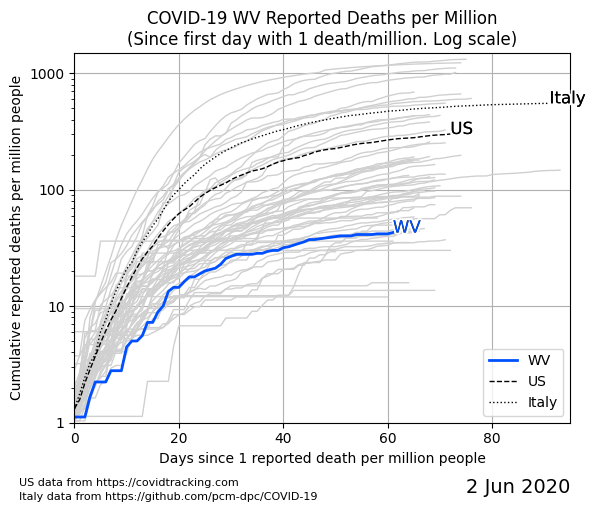 COVID-19 WV Reported Deaths per Million
(Since first day with 1 death/million. Log scale)
Cumulative reported deaths per million people
1000
100
10
1
Italy
US
WV
WV
US
Italy
0
20
40
60
80
Days since 1 reported death per million people
US data from https://covidtracking.com
Italy data from https://github.com/pcm-dpc/COVID-19
2 Jun 2020